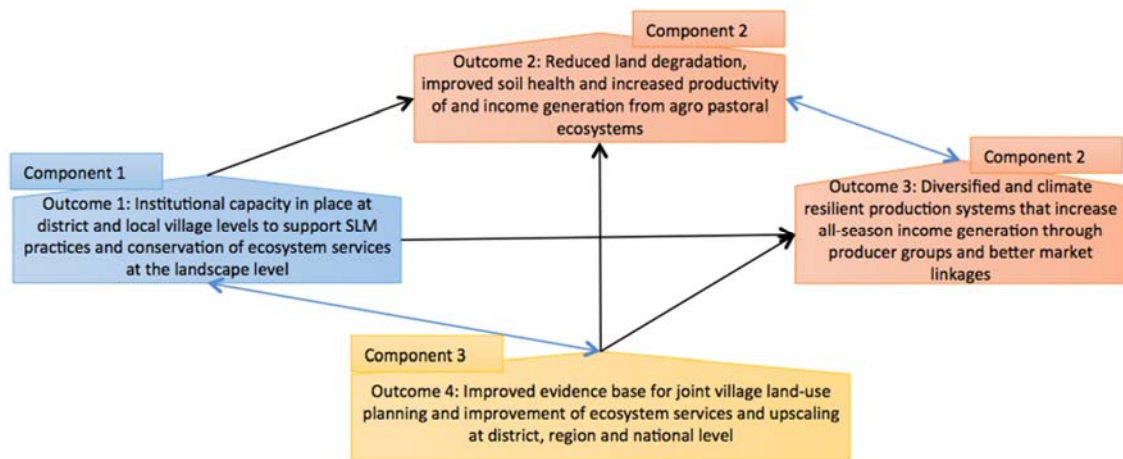 Component 2
Outcome 2: Reduced land degradation,
improved soil health and increased productivity
of and income generation from agro pastoral
ecosystems
Component 1
Outcome 1: Institutional capacity in place at
district and local village levels to support SLM
practices and conservation of ecosystem services
at the landscape level
Component 2
Outcome 3: Diversified and climate
resilient production systems that increase
all-season income generation through
producer groups and better market
linkages
Component 3
Outcome 4: Improved evidence base for joint village land-use
planning and improvement of ecosystem services and upscaling
at district, region and national level